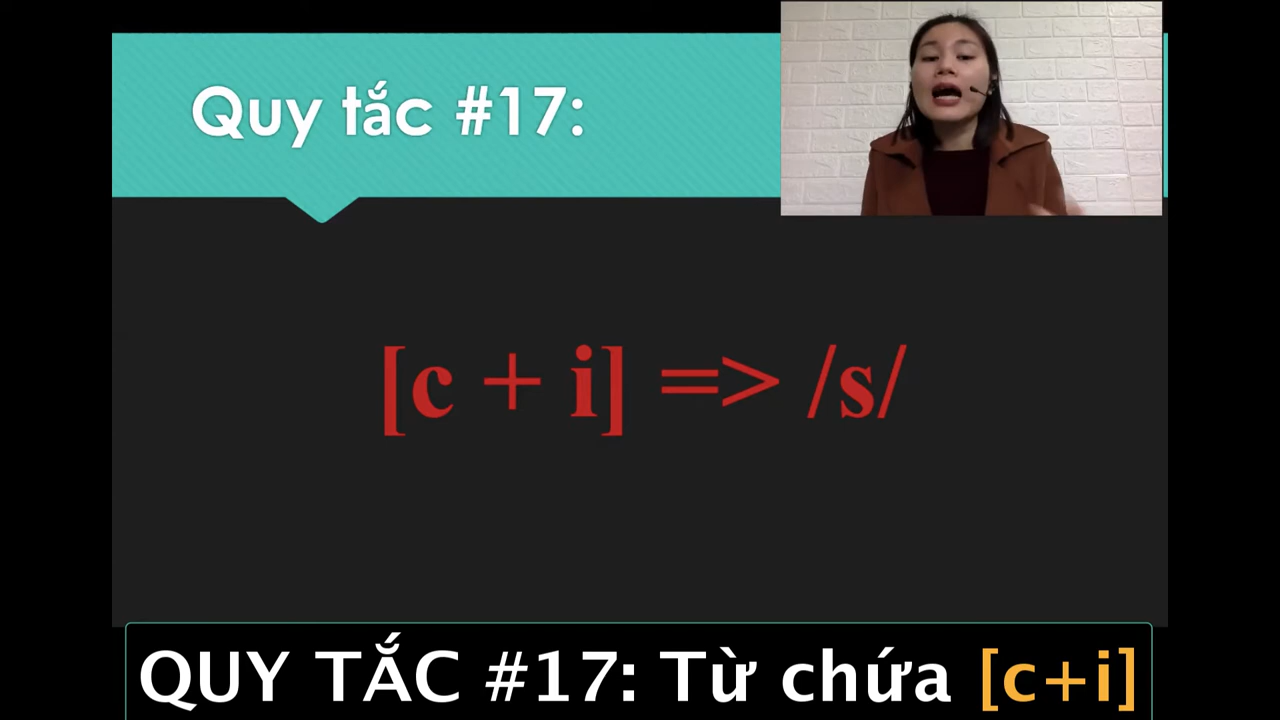 Quy tắc #17:
[c + i] => /s/
QUY TẮC #17: Từ chứa [c+i]